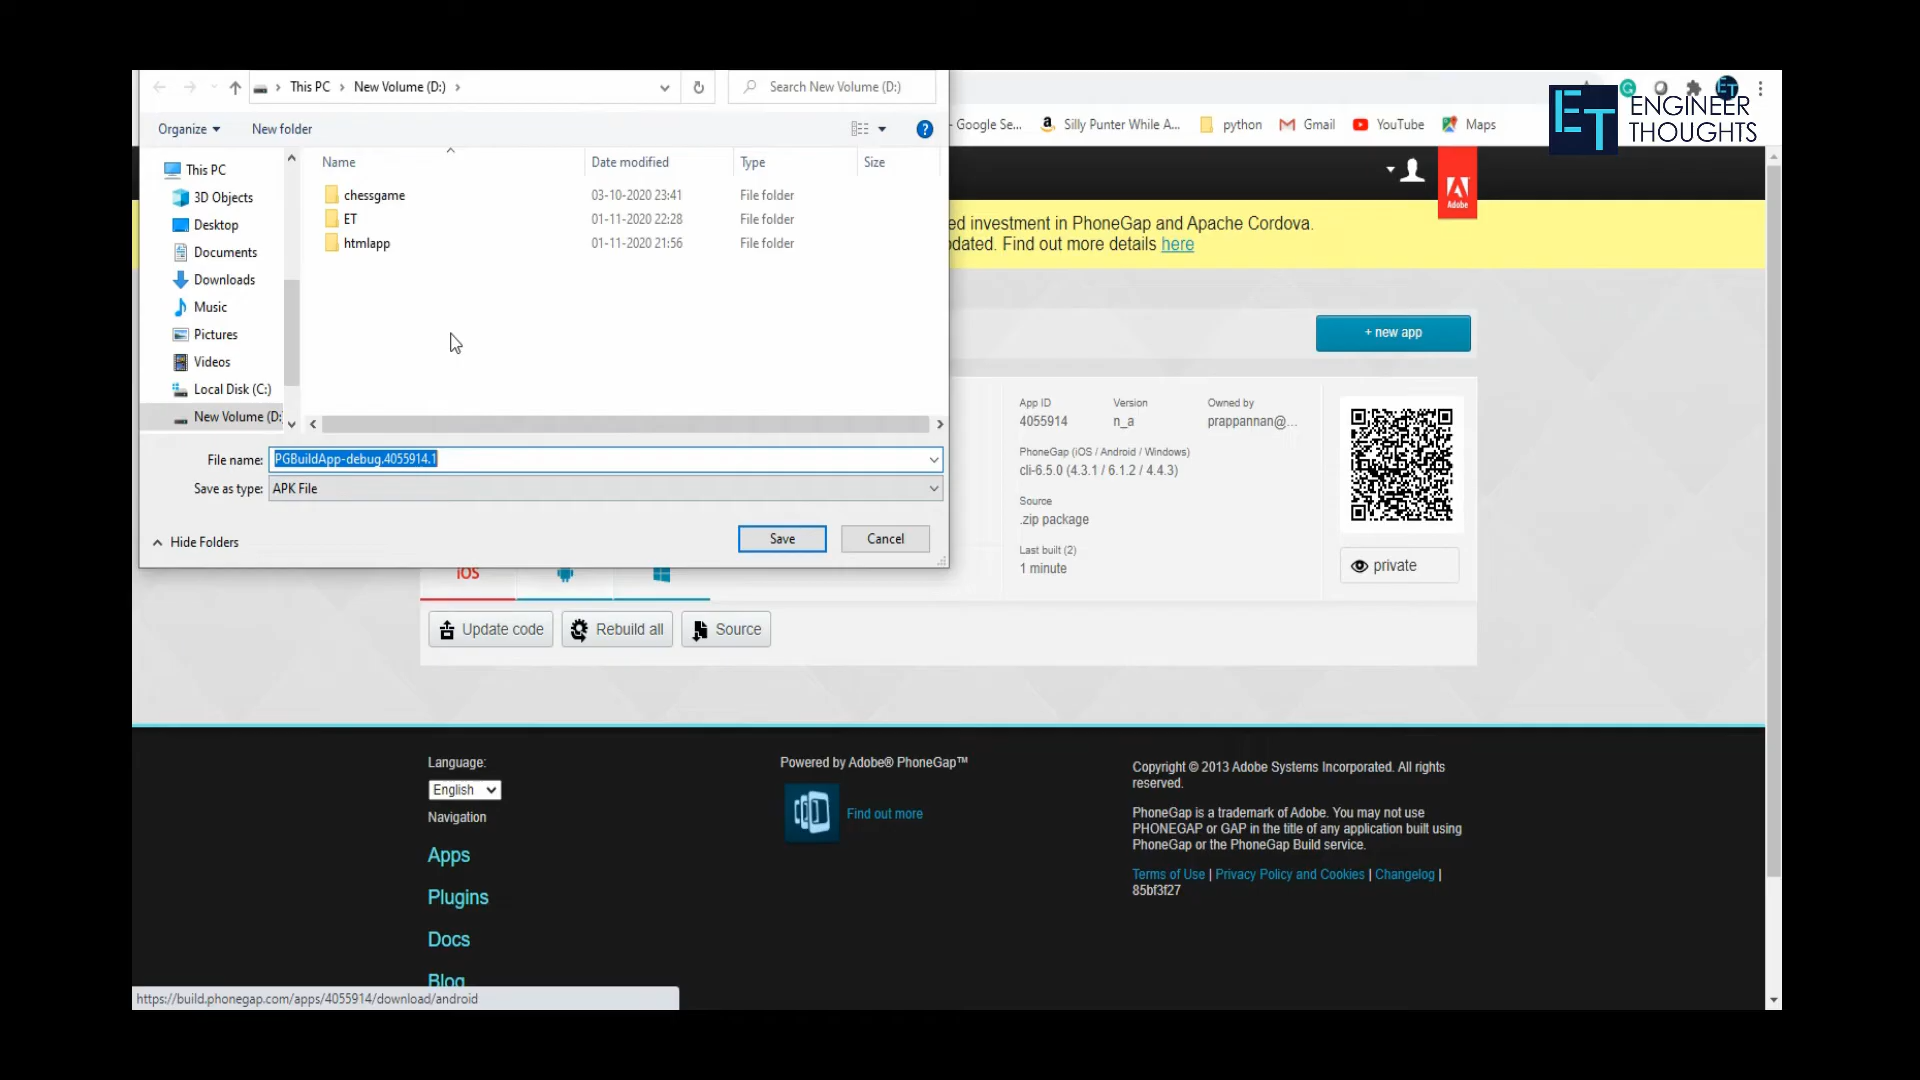 This PC
New Volume (D:)
Search New Volume (D:)
Organize
New folder
Name
Date modified
Type
Size
This PC
3D Objects
Desktop
Documents
Downloads
Music
Pictures
Videos
Local Disk (C:)
New Volume (D:
chessgame 03-10-2020 23:41 File folder
ET 01-11-2020 22:28 File folder
htmlapp 01-11-2020 21:56 File folder
File name: PGBuildApp-debug.4055914.1
Save as type: APK File
Hide Folders
Save
Cancel
- Google Se...
Silly Punter While A...
python
Gmail
YouTube
Maps
ET
ENGINEER
THOUGHTS
Adobe
ed investment in PhoneGap and Apache Cordova.
dated. Find out more details here
+ new app
App ID
4055914
Version
n_a
Owned by
prappannan@...
PhoneGap (iOS / Android / Windows)
cli-6.5.0 (4.3.1 / 6.1.2 / 4.4.3)
Source
.zip package
Last built (2)
1 minute
private
iOS
Update code
Rebuild all
Source
Language:
English
Navigation
Apps
Plugins
Docs
Blog
Powered by Adobe® PhoneGap™
Find out more
Copyright © 2013 Adobe Systems Incorporated. All rights
reserved.
PhoneGap is a trademark of Adobe. You may not use
PHONEGAP or GAP in the title of any application built using
PhoneGap or the PhoneGap Build service.
Terms of Use | Privacy Policy and Cookies | Changelog |
85bf3f27
https://build.phonegap.com/apps/4055914/download/android